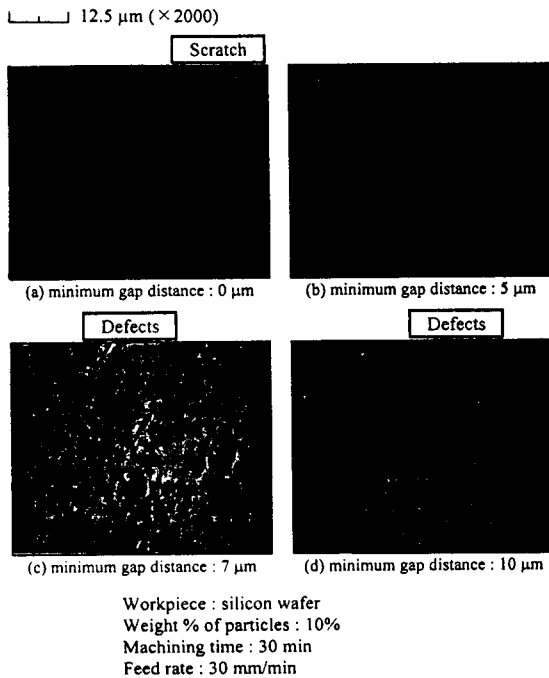 12.5 µm (×2000)
Scratch
(a) minimum gap distance : 0 µm
(b) minimum gap distance : 5 µm
Defects
Defects
(c) minimum gap distance : 7 µm
(d) minimum gap distance : 10 µm
Workpiece : silicon wafer
Weight % of particles : 10%
Machining time : 30 min
Feed rate : 30 mm/min